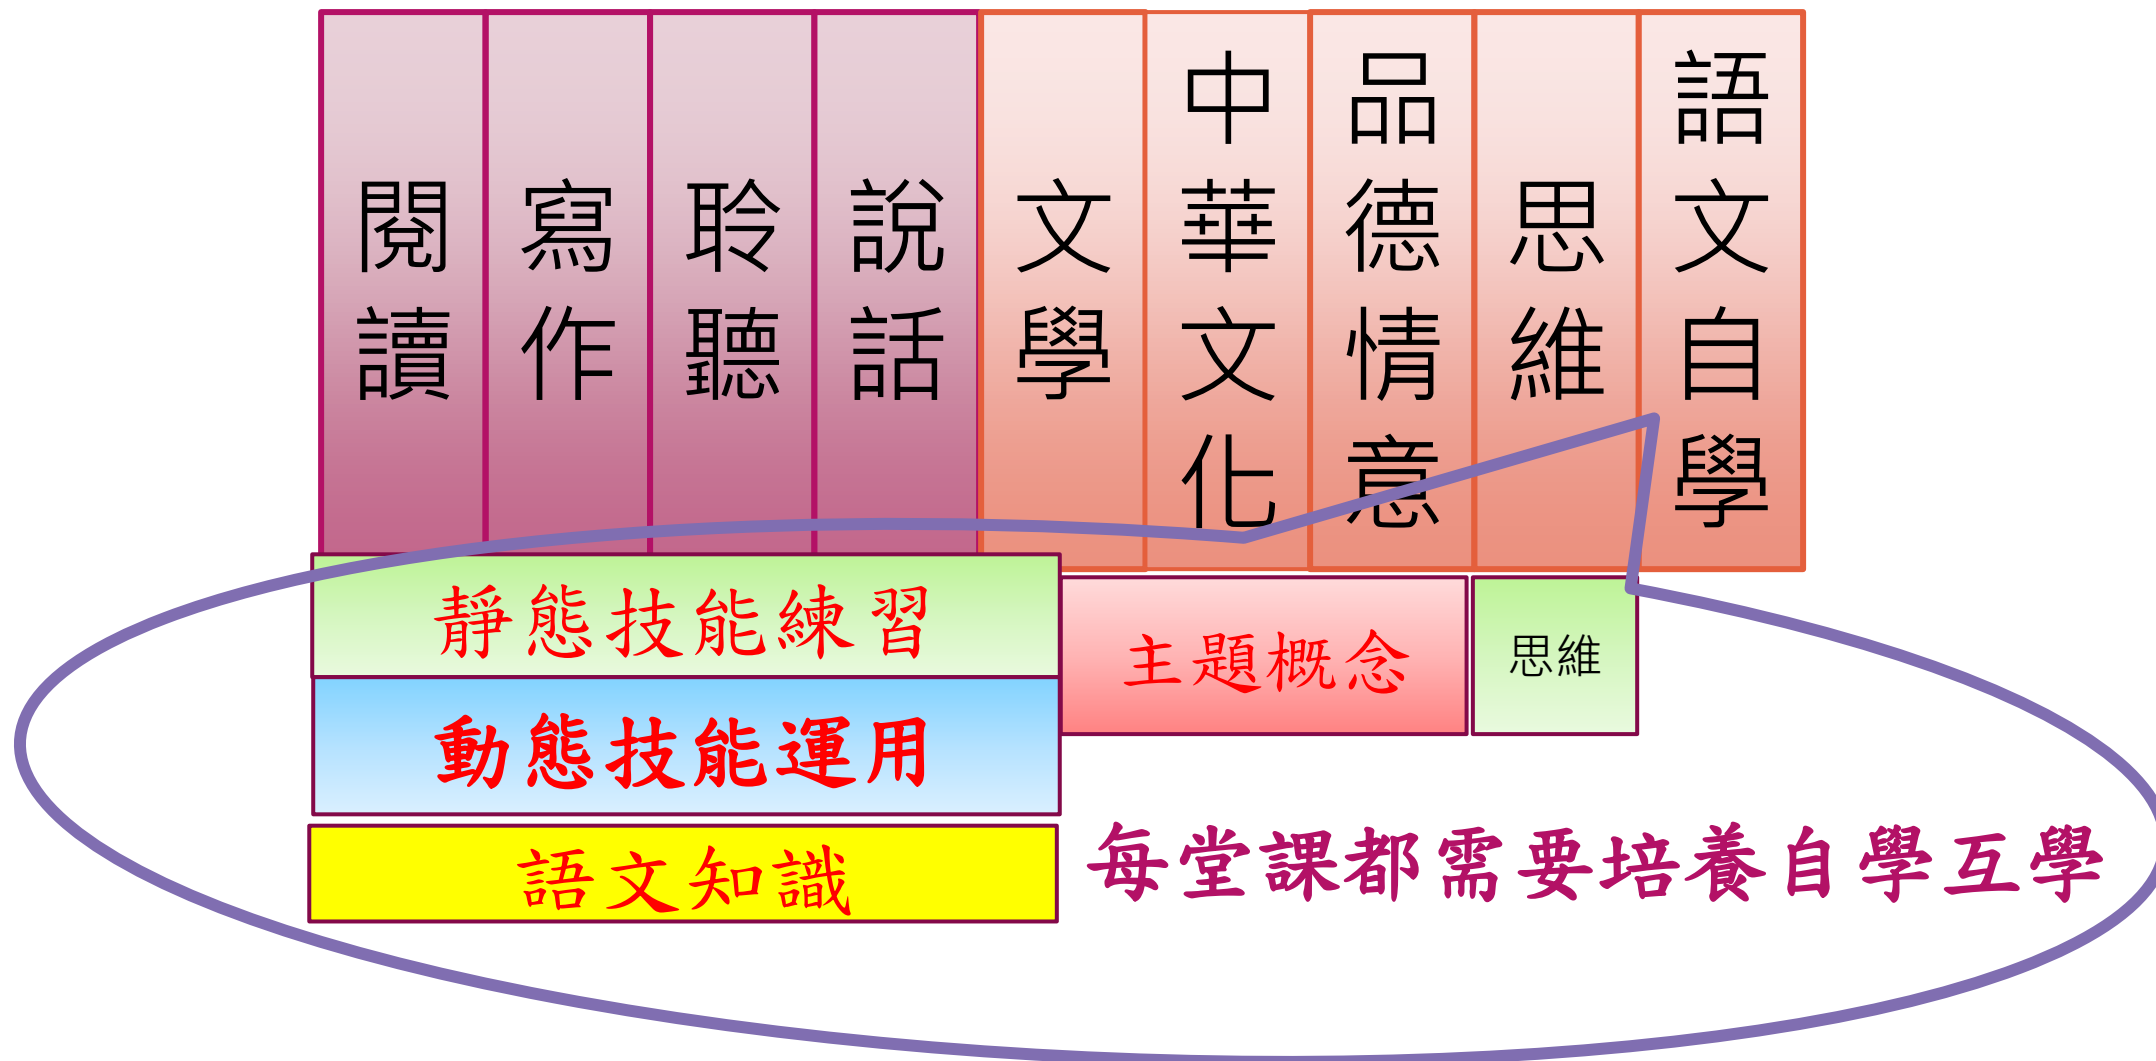 閱讀
寫作
聆聽
說話
文學
中華文化
品德情意
思維
語文自學
靜態技能練習
主題概念
思維
動態技能運用
語文知識
每堂課都需要培養自學互學